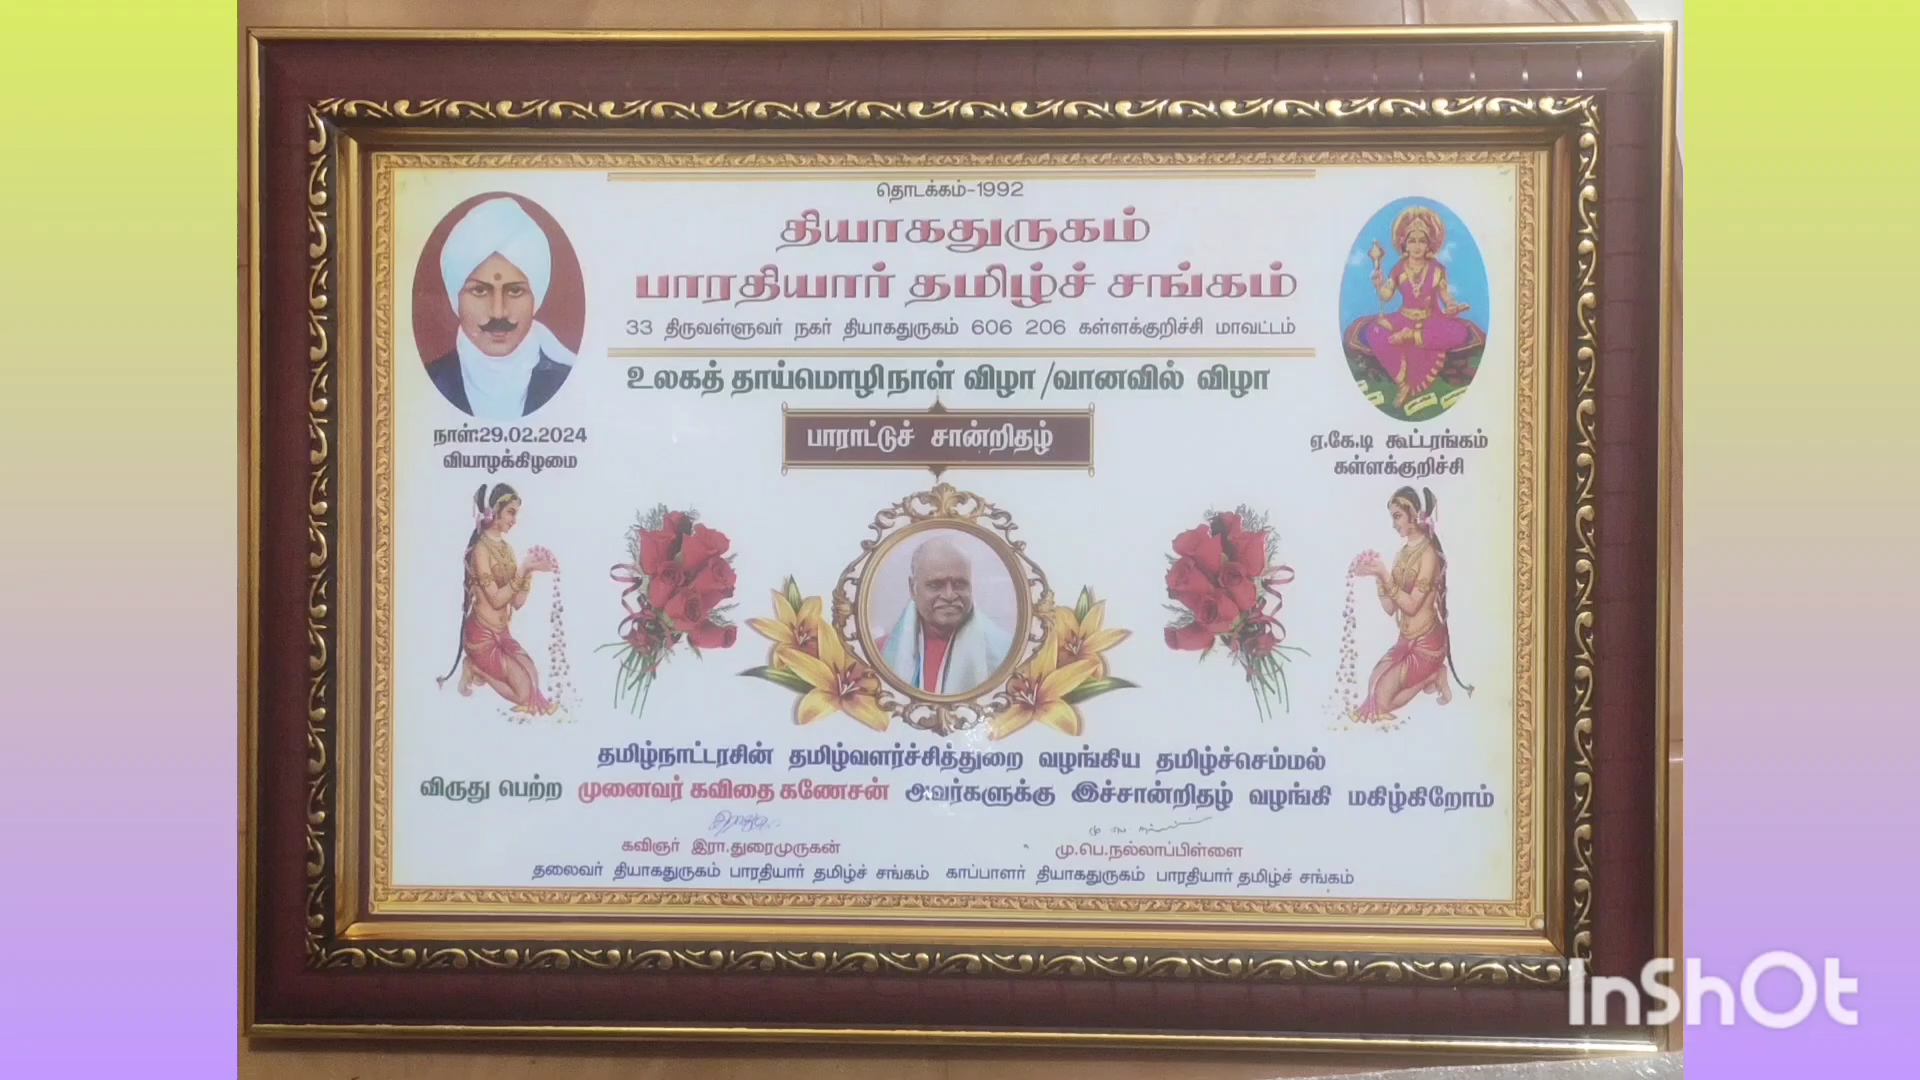 தொடக்கம்-1992
தியாகதுருகம்
பாரதியார் தமிழ்ச் சங்கம்
33 திருவள்ளுவர் நகர் தியாகதுருகம் 606 206 கள்ளக்குறிச்சி மாவட்டம்
உலகத் தாய்மொழிநாள் விழா /வானவில் விழா
பாராட்டுச் சான்றிதழ்
நாள்:29.02.2024
வியாழக்கிழமை
ஏ.கே.டி கூட்டரங்கம்
கள்ளக்குறிச்சி
தமிழ்நாட்டரசின் தமிழ்வளர்ச்சித்துறை வழங்கிய தமிழ்ச்செம்மல்
விருது பெற்ற முனைவர் கவிதை கணேசன் அவர்களுக்கு இச்சான்றிதழ் வழங்கி மகிழ்கிறோம்
கவிஞர் இரா.துரைமுருகன்
தலைவர் தியாகதுருகம் பாரதியார் தமிழ்ச் சங்கம்
மு.பெ.நல்லாப்பிள்ளை
காப்பாளர் தியாகதுருகம் பாரதியார் தமிழ்ச் சங்கம்
InShOt